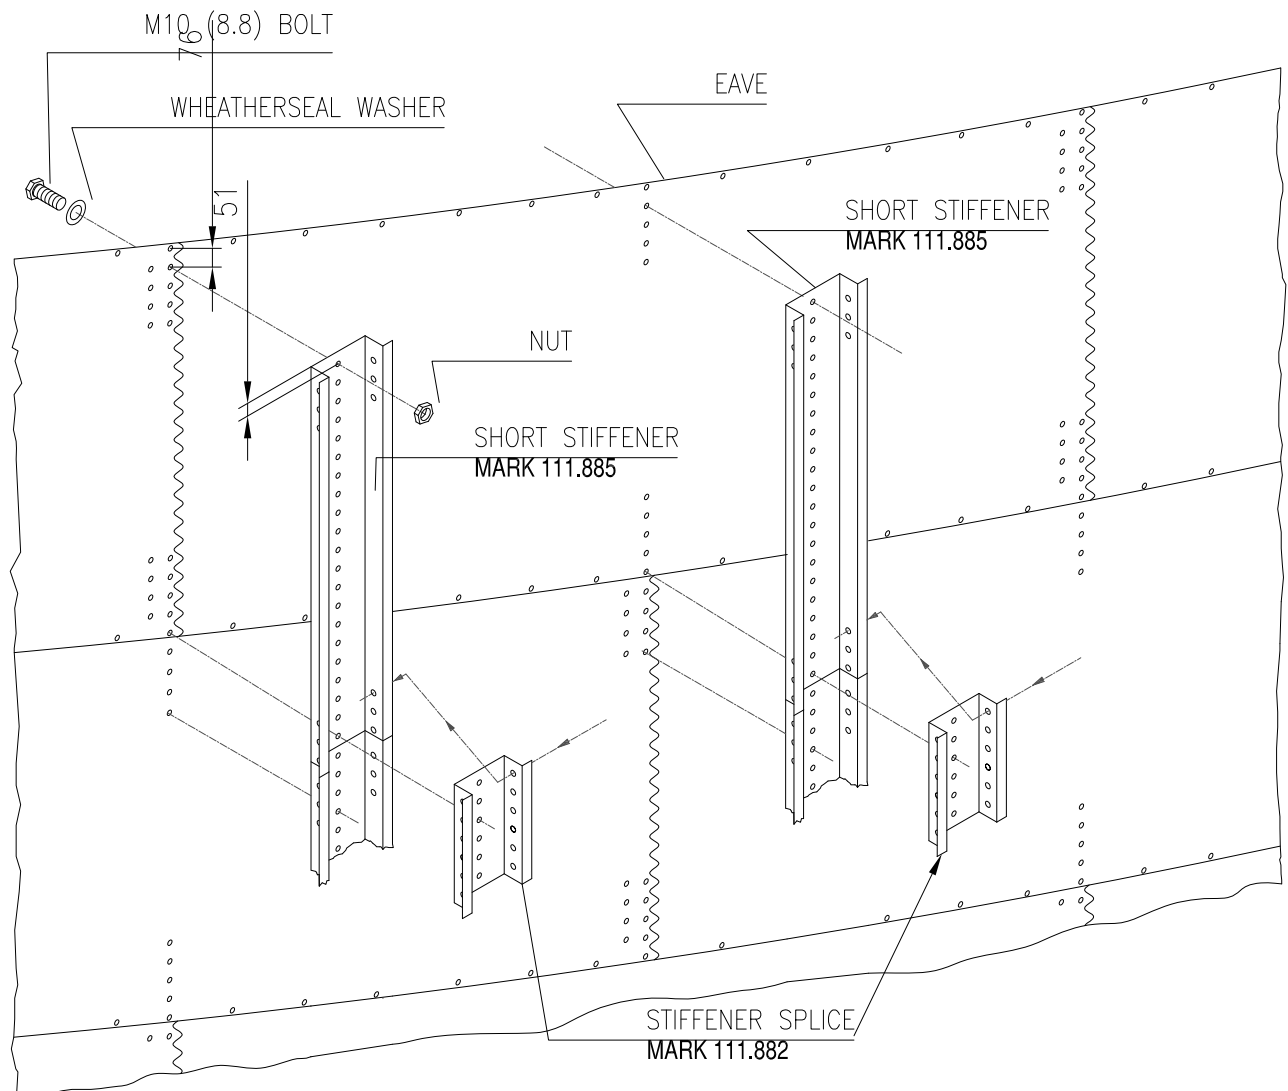 M10 (8.8) BOLT
76
EAVE
WHEATHERSEAL WASHER
51
SHORT STIFFENER
MARK 111.885
NUT
SHORT STIFFENER
MARK 111.885
STIFFENER SPLICE
MARK 111.882